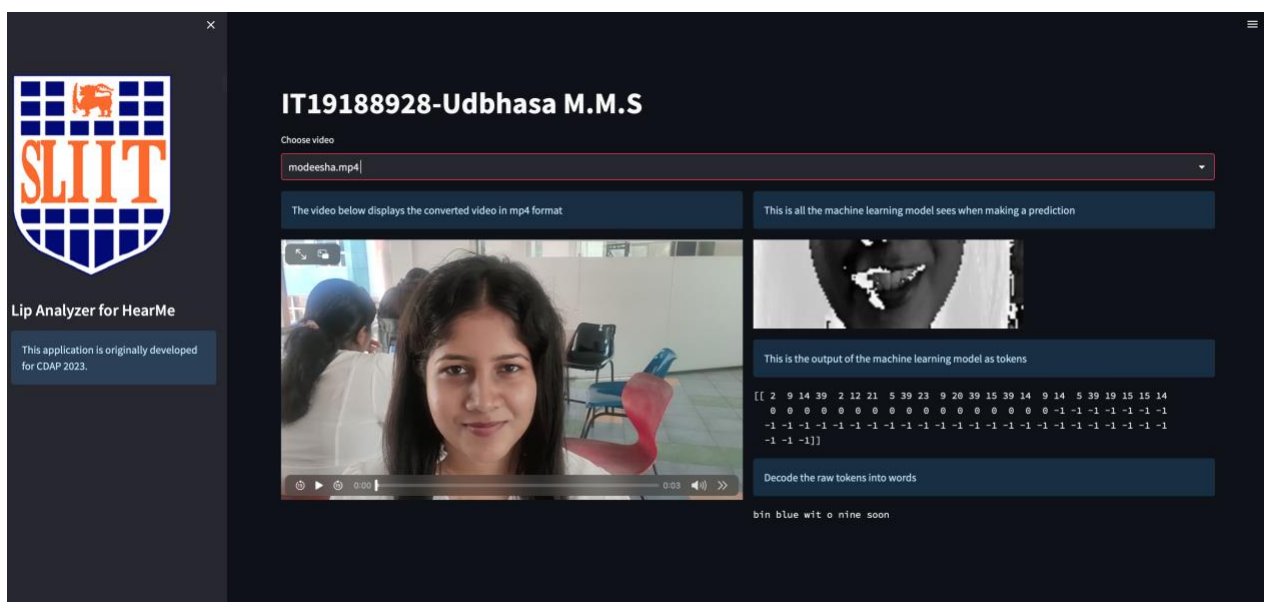 SLIIT
Lip Analyzer for HearMe
This application is originally developed
for CDAP 2023.
IT19188928-Udbhasa M.M.S
Choose video
modeesha.mp4
The video below displays the converted video in mp4 format
0:00
0:03
This is all the machine learning model sees when making a prediction
This is the output of the machine learning model as tokens
[[ 2 9 14 39 2 12 21 5 39 23 9 20 39 15 39 14 9 14 5 39 19 15 15 14
0 0 0 0 0 0 0 0 0 0 0 0 0 0 0 0 0 -1 -1 -1 -1 -1 -1 -1
-1 -1 -1 -1 -1 -1 -1 -1 -1 -1 -1 -1 -1 -1 -1 -1 -1 -1 -1 -1 -1 -1 -1 -1
-1 -1 -1]]
Decode the raw tokens into words
bin blue wit o nine soon